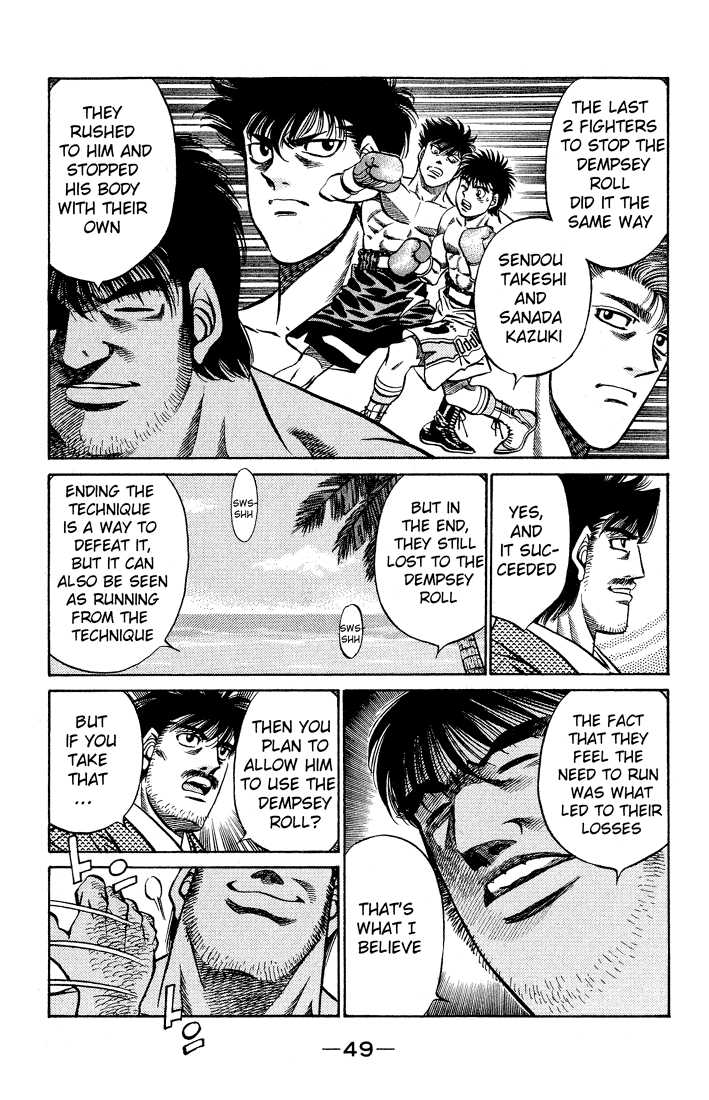 THE LAST
2 FIGHTERS
TO STOP THE
DEMPSEY
ROLL
DID IT THE
SAME WAY
SENDOU
TAKESHI
AND
SANADA
KAZUKI
THEY
RUSHED
TO HIM AND
STOPPED
HIS BODY
WITH THEIR
OWN
YES,
AND
IT SUC-
CEEDED
BUT IN
THE END,
THEY STILL
LOST TO THE
DEMPSEY
ROLL
SWS-
SHH
SWS-
SHH
ENDING THE
TECHNIQUE
IS A WAY TO
DEFEAT IT,
BUT IT CAN
ALSO BE SEEN
AS RUNNING
FROM THE
TECHNIQUE
THE FACT
THAT THEY
FEEL THE
NEED TO RUN
WAS WHAT
LED TO THEIR
LOSSES
THAT'S
WHAT I
BELIEVE
THEN YOU
PLAN TO
ALLOW HIM
TO USE THE
DEMPSEY
ROLL?
BUT
IF YOU
TAKE
THAT
...
トン
トン
—49—